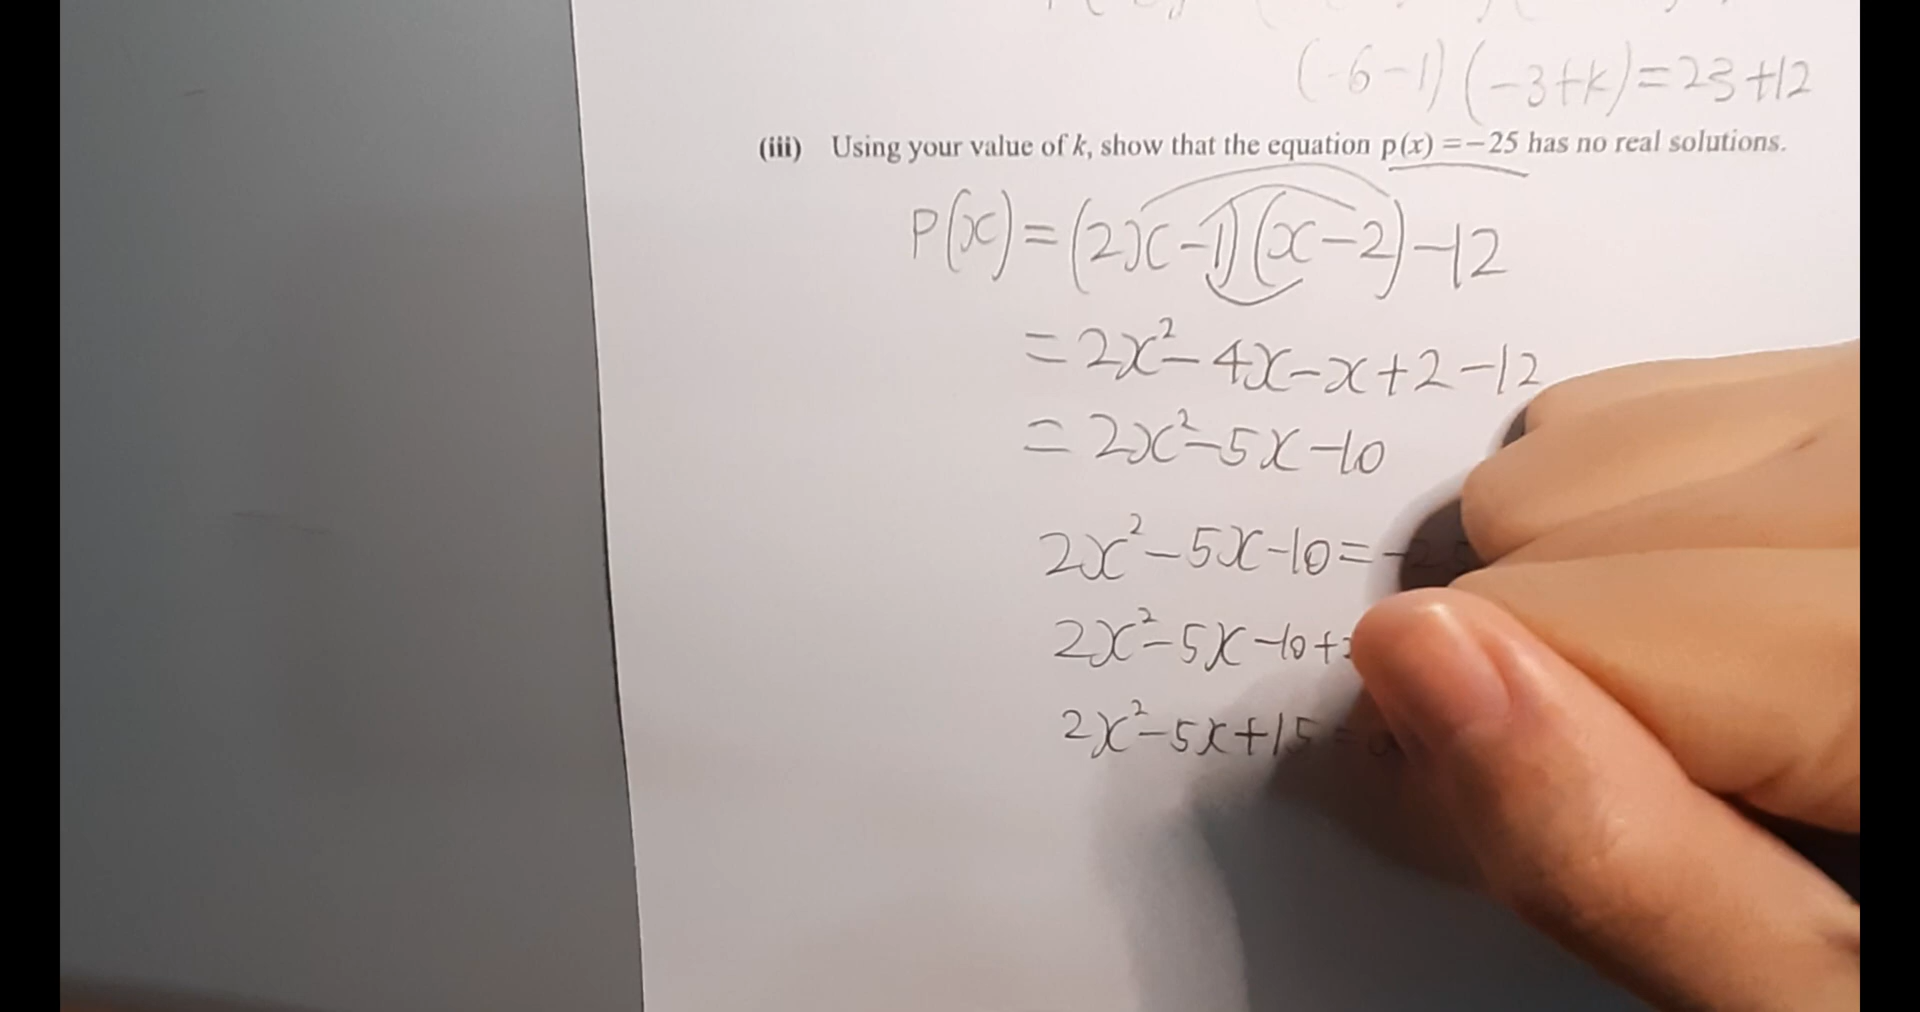 (-6-1)(-3+k)=23+12
(iii) Using your value of k, show that the equation p(x) =−25 has no real solutions.
P(x)=(2x-1)(x-2)-12
=2x²-4x-x+2-12
=2x²-5x-10
2x²-5x-10=-25
2x²-5x-10+
2x²-5x+15=0